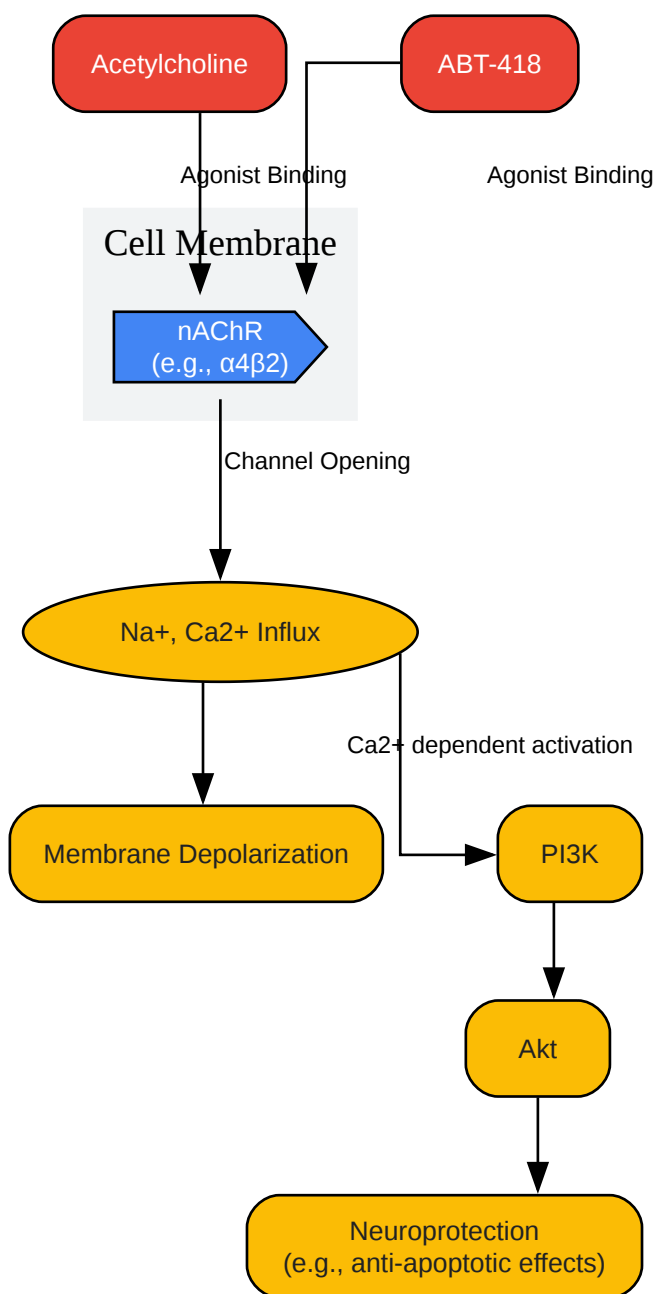 Acetylcholine
ABT-418
Agonist Binding
Agonist Binding
Cell Membrane
nAChR
(e.g., α4β2)
Channel Opening
Na+, Ca2+ Influx
Ca2+ dependent activation
Membrane Depolarization
PI3K
Akt
Neuroprotection
(e.g., anti-apoptotic effects)